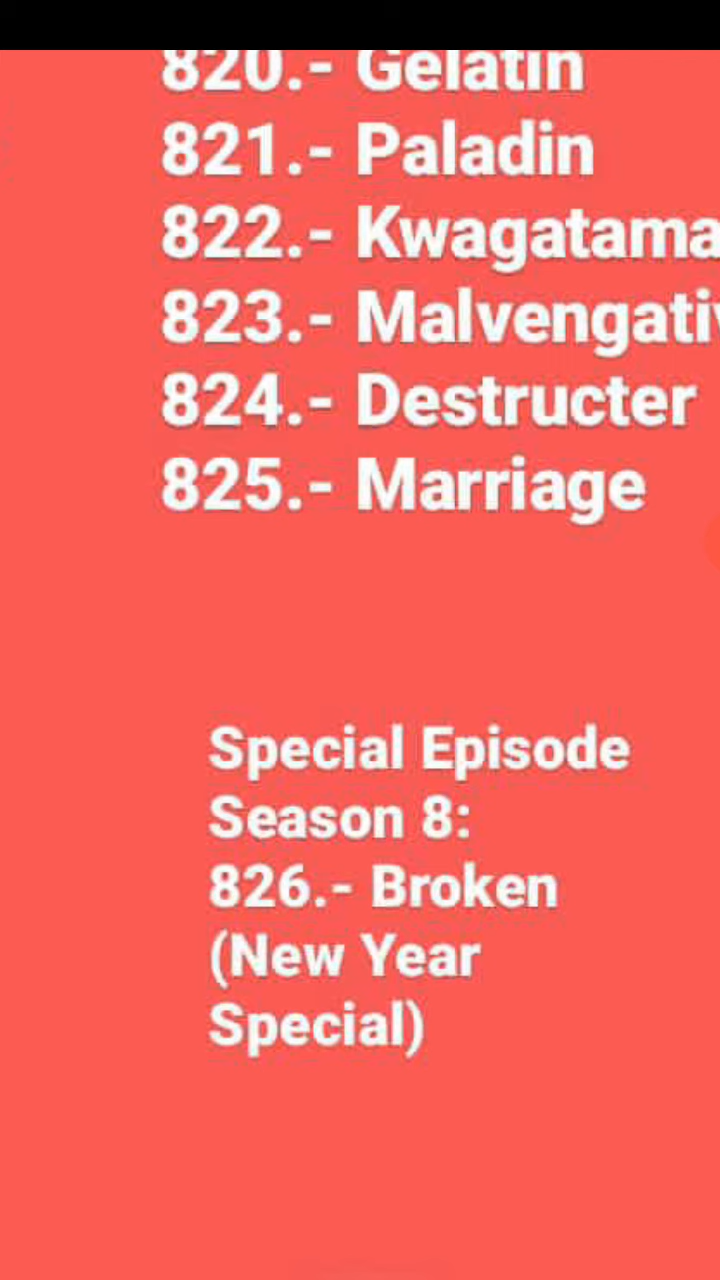 820.- Gelatin
821.- Paladin
822.- Kwagatama
823.- Malvengati
824.- Destructer
825.- Marriage
Special Episode
Season 8:
826.- Broken
(New Year
Special)